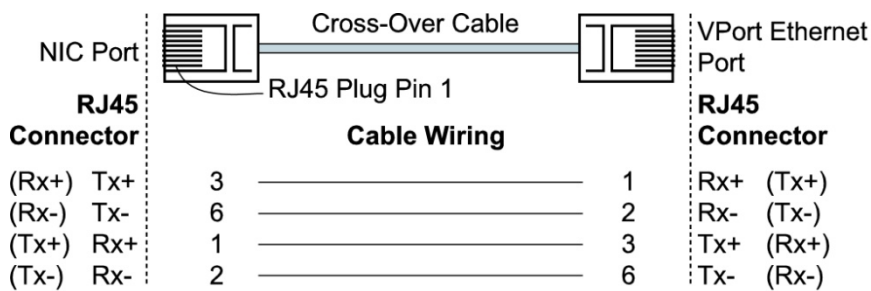 Cross-Over Cable
NIC Port
VPort Ethernet
Port
RJ45 Plug Pin 1
RJ45
Connector
Cable Wiring
RJ45
Connector
(Rx+) Tx+ 3 1 Rx+ (Tx+)
(Rx-) Tx- 6 2 Rx- (Tx-)
(Tx+) Rx+ 1 3 Tx+ (Rx+)
(Tx-) Rx- 2 6 Tx- (Rx-)